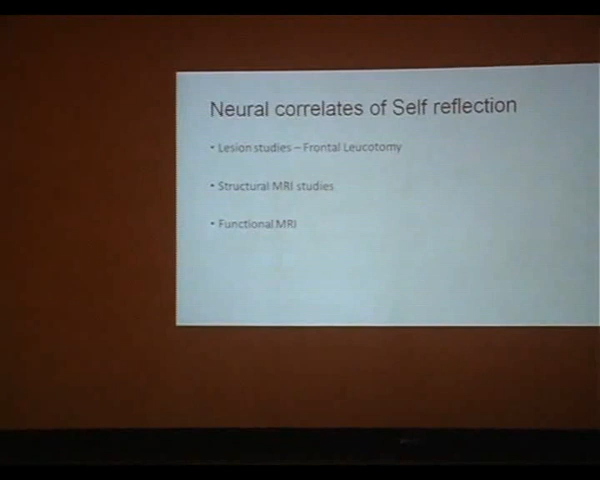 Neural correlates of Self reflection
• Lesion studies – Frontal Leucotomy
• Structural MRI studies
• Functional MRI